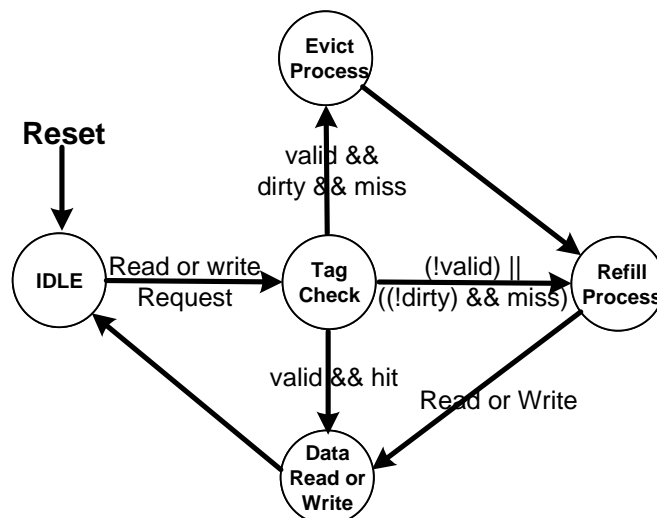 Evict
Process
Reset
valid &&
dirty && miss
IDLE
Read or write
Request
Tag
Check
(!valid) ||
((!dirty) && miss)
Refill
Process
valid && hit
Read or Write
Data
Read or
Write